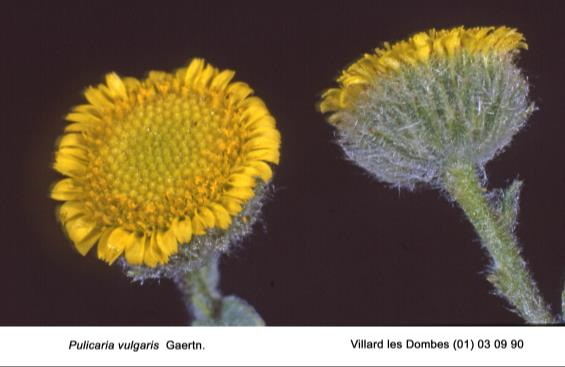 Pulicaria vulgaris Gaertn.
Villard les Dombes (01) 03 09 90